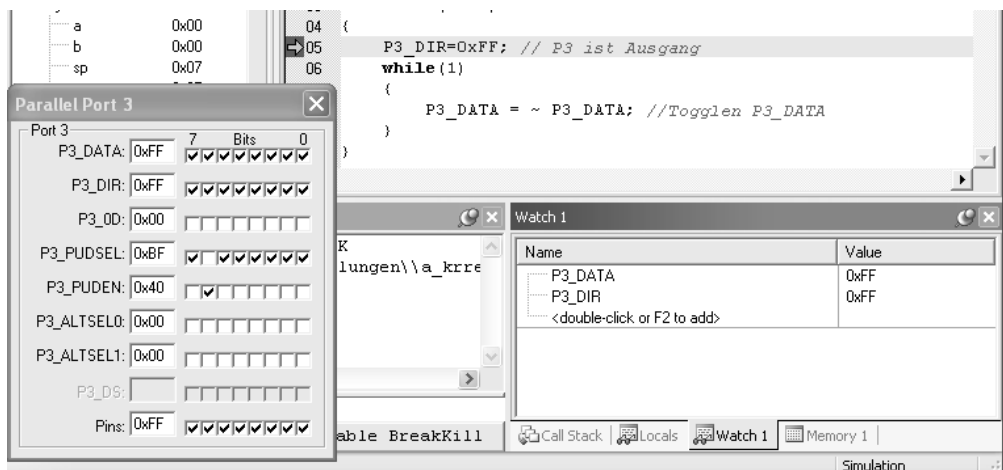 a 0x00
b 0x00
sp 0x07
04 {
05 P3_DIR=0xFF; // P3 ist Ausgang
06 while(1)
{
P3_DATA = ~ P3_DATA; //Togglen P3_DATA
}
}
Parallel Port 3
Port 3
7 Bits 0
P3_DATA: 0xFF
P3_DIR: 0xFF
P3_0D: 0x00
P3_PUDSEL: 0xBF
P3_PUDEN: 0x40
P3_ALTSEL0: 0x00
P3_ALTSEL1: 0x00
P3_DS:
Pins: 0xFF
K
lungen\\a_krre
able BreakKill
Watch 1
Name Value
P3_DATA 0xFF
P3_DIR 0xFF
<double-click or F2 to add>
Call Stack Locals Watch 1 Memory 1
Simulation